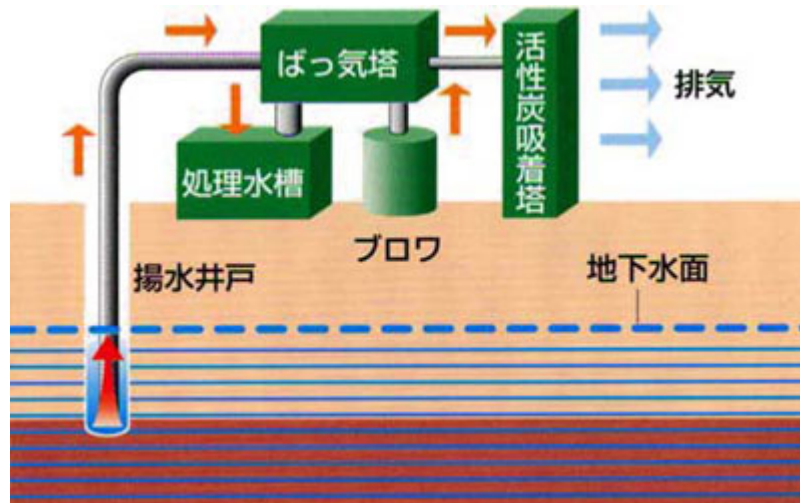 ばっ気塔
活性炭吸着塔
排気
処理水槽
ブロワ
揚水井戸
地下水面